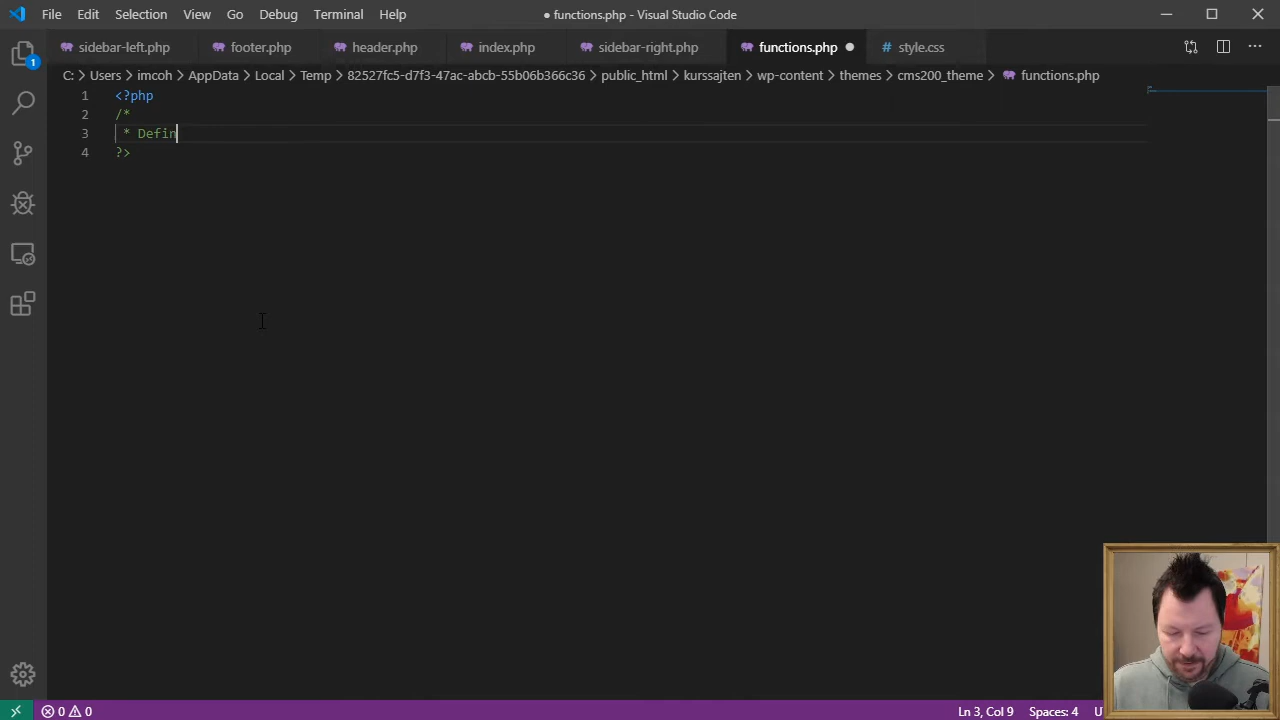 File Edit Selection View Go Debug Terminal Help ● functions.php - Visual Studio Code
sidebar-left.php footer.php header.php index.php sidebar-right.php functions.php ● # style.css ···
C: > Users > imcoh > AppData > Local > Temp > 82527fc5-d7f3-47ac-abcb-55b06b366c36 > public_html > kurssajten > wp-content > themes > cms200_theme > functions.php
1 <?php
2 /*
3 * Defin
4 ?>
1
0 0 Ln 3, Col 9 Spaces: 4